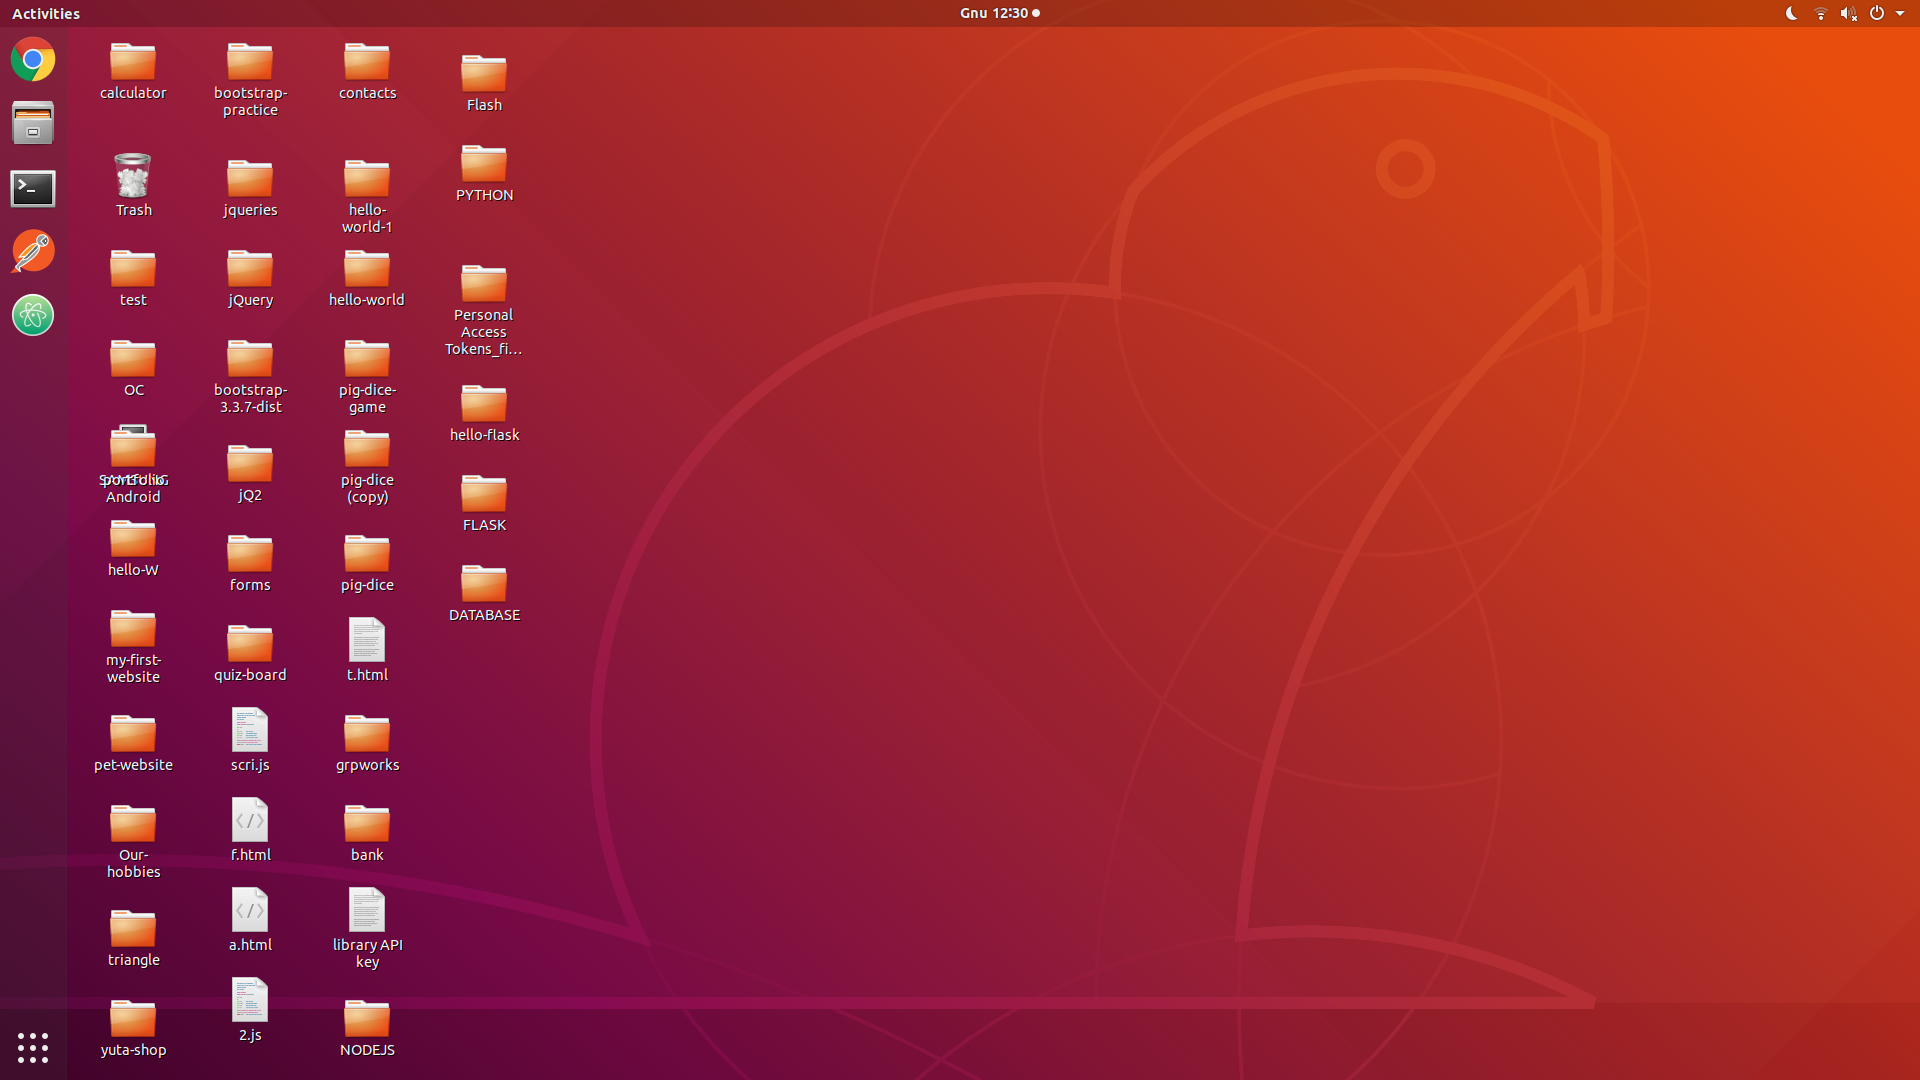 Activities
Gnu 12:30
calculator
bootstrap-
practice
contacts
Flash
PYTHON
Trash
jqueries
hello-
world-1
test
jQuery
hello-world
Personal
Access
Tokens_fi...
OC
bootstrap-
3.3.7-dist
pig-dice-
game
hello-flask
SAMSUNG
Android
portfolio
jQ2
pig-dice
(copy)
FLASK
hello-W
forms
pig-dice
DATABASE
my-first-
website
quiz-board
t.html
pet-website
scri.js
grpworks
Our-
hobbies
f.html
bank
triangle
a.html
library API
key
yuta-shop
2.js
NODEJS